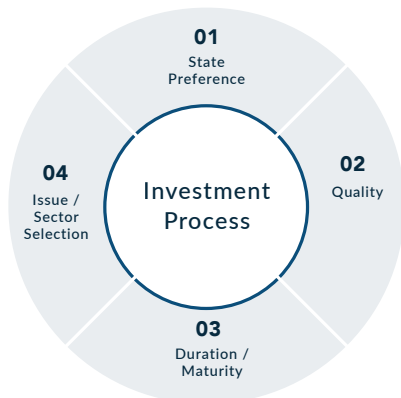 01
State
Preference
02
Quality
Investment
Process
03
Duration /
Maturity
04
Issue /
Sector
Selection